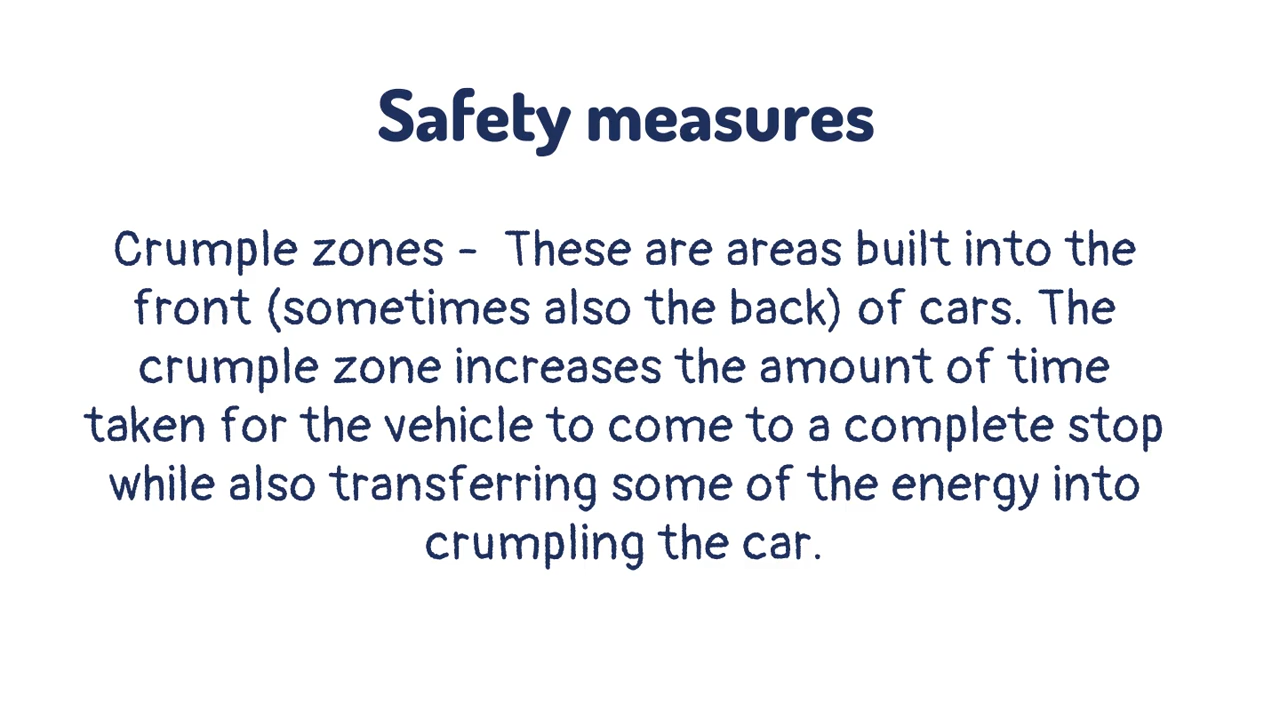 Safety measures
Crumple zones -  These are areas built into the
front (sometimes also the back) of cars. The
crumple zone increases the amount of time
taken for the vehicle to come to a complete stop
while also transferring some of the energy into
crumpling the car.